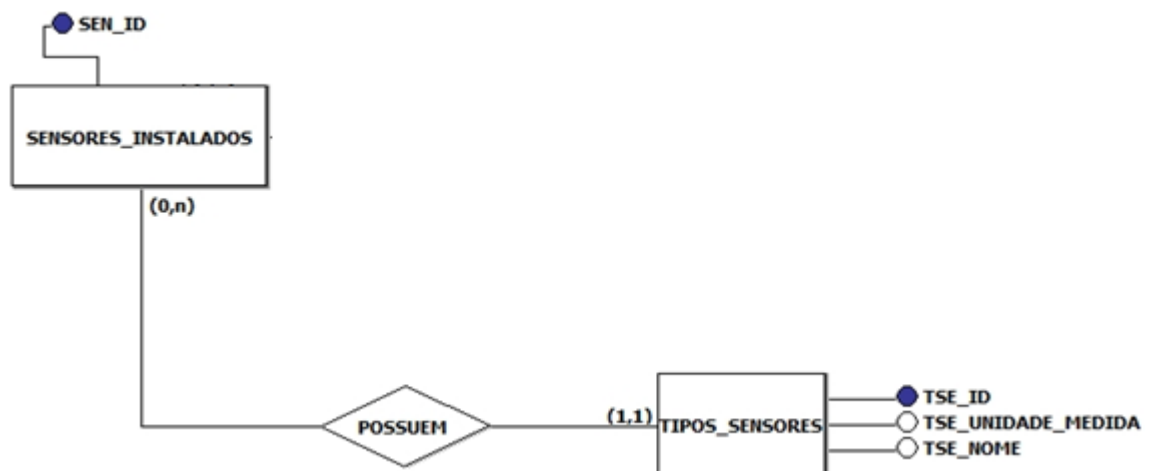 SEN_ID
SENSORES_INSTALADOS
(0,n)
POSSUEM
(1,1)
TIPOS_SENSORES
TSE_ID
TSE_UNIDADE_MEDIDA
TSE_NOME